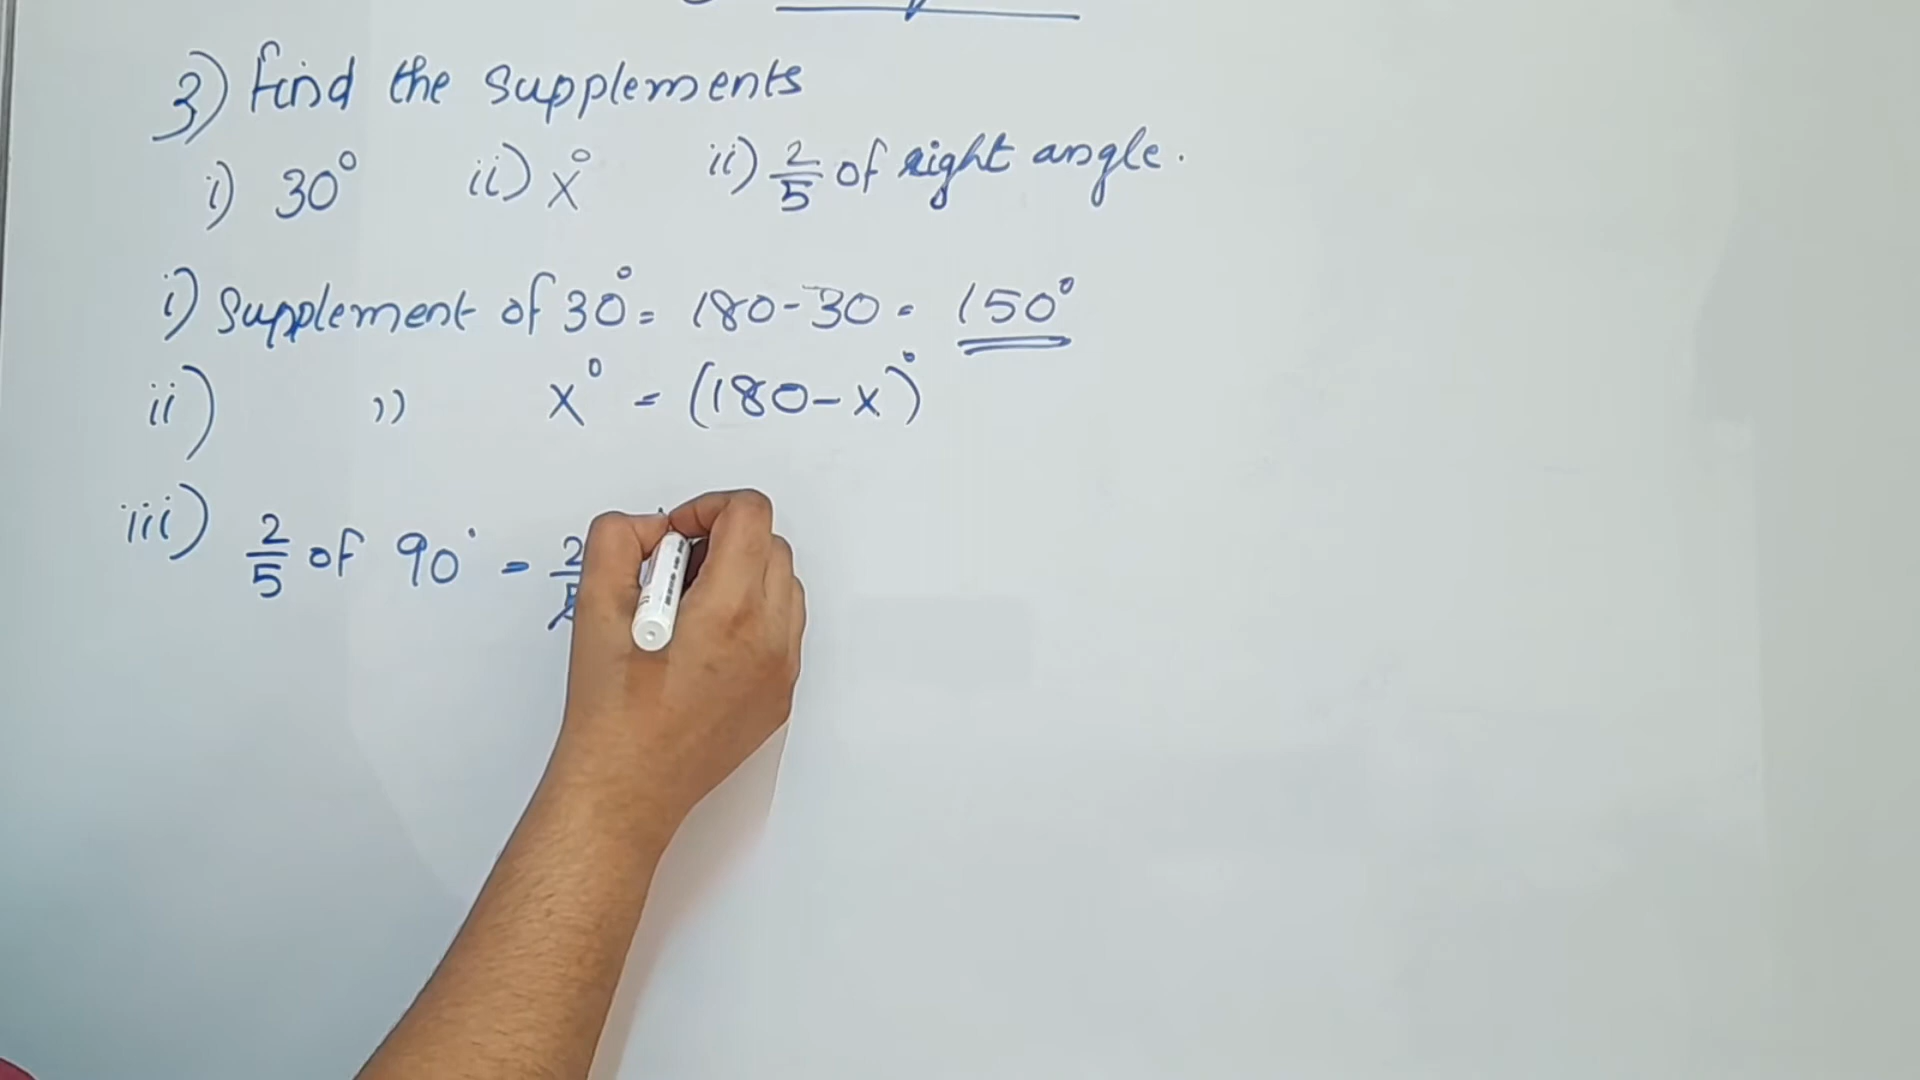 3) Find the supplements
i) 30° ii) x° ii) 2/5 of right angle.
i) Supplement of 30° = 180-30 = 150°
ii) ,, x° = (180-x)°
iii) 2/5 of 90° = 2/5